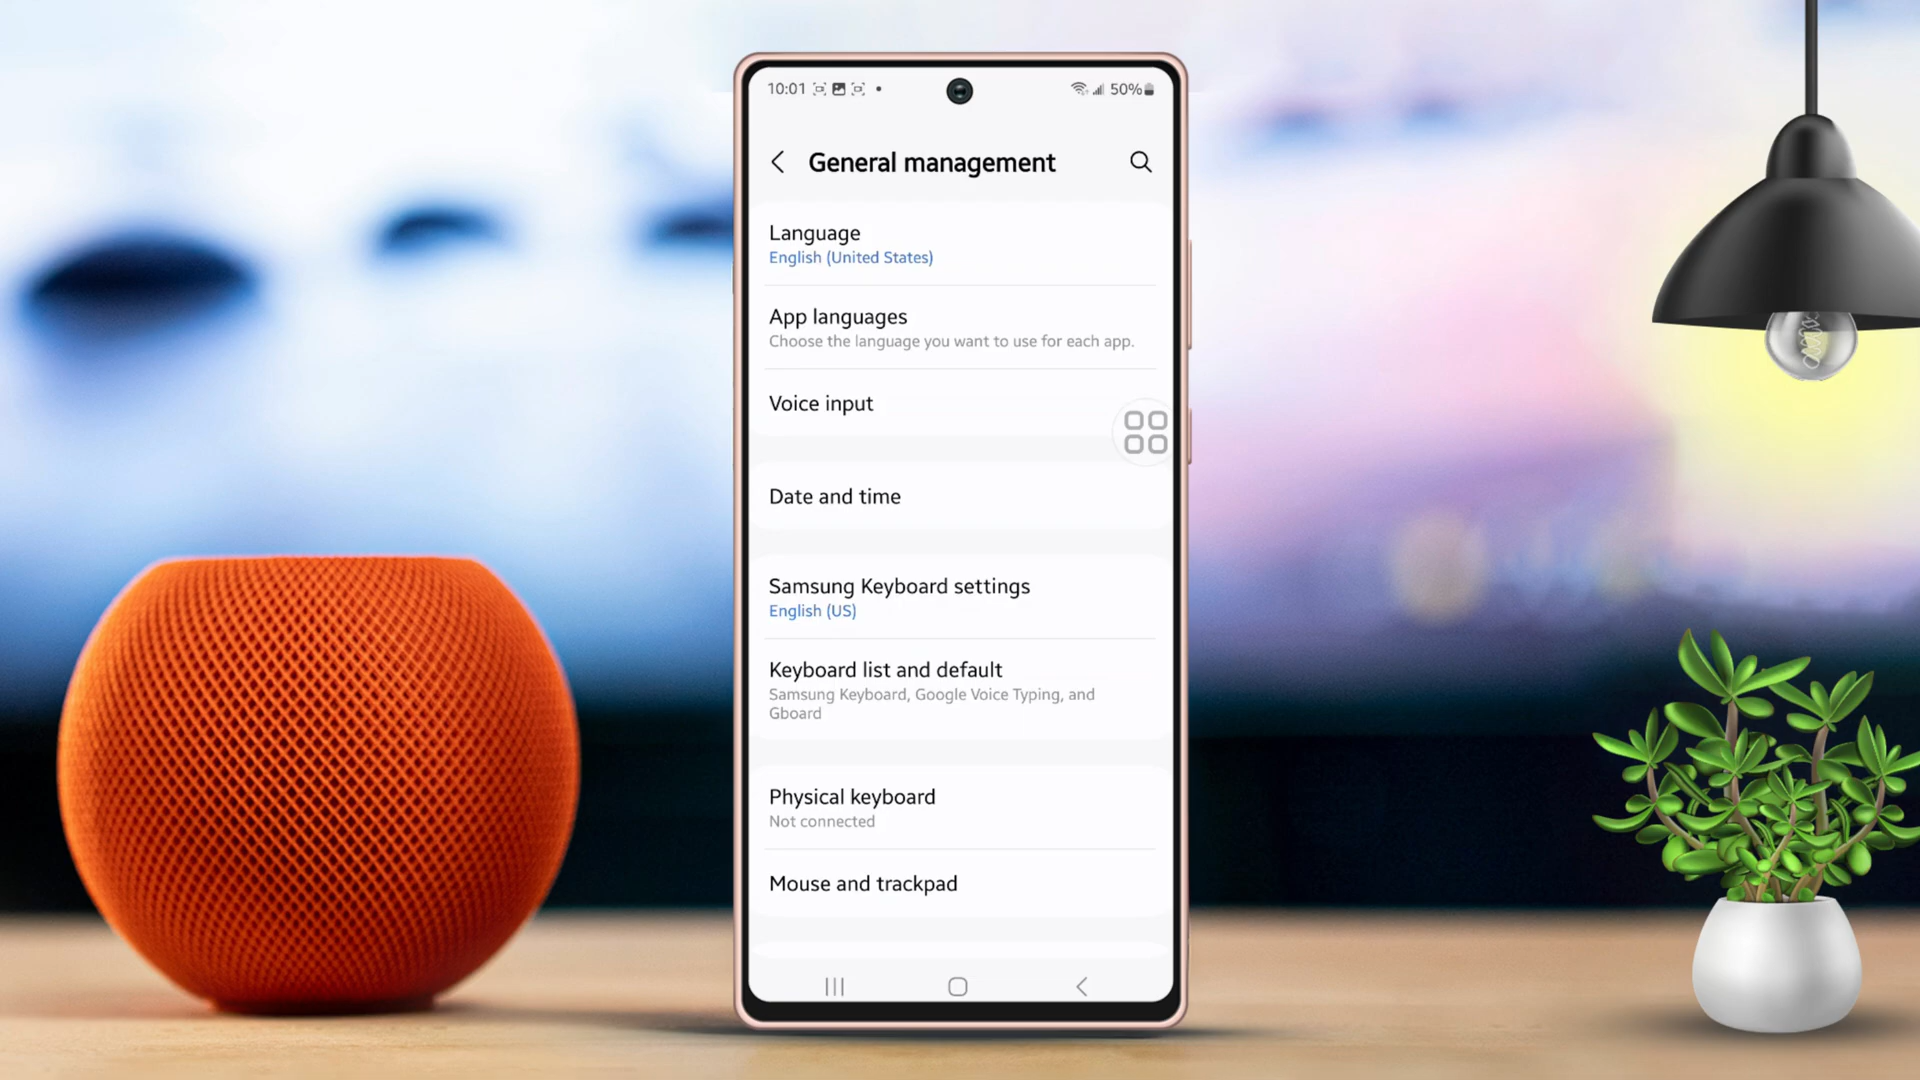 10:01
50%
General management
Language
English (United States)
App languages
Choose the language you want to use for each app.
Voice input
Date and time
Samsung Keyboard settings
English (US)
Keyboard list and default
Samsung Keyboard, Google Voice Typing, and
Gboard
Physical keyboard
Not connected
Mouse and trackpad